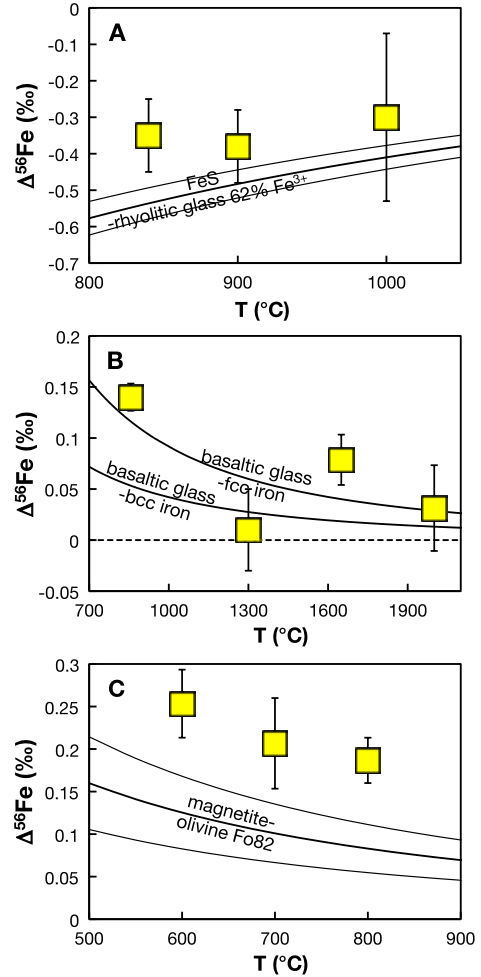 A
0
-0.1
-0.2
-0.3
-0.4
-0.5
-0.6
-0.7
Δ⁵⁶Fe (‰)
FeS
-rhyolitic glass 62% Fe³⁺
800
900
1000
T (°C)
B
0.2
0.15
0.1
0.05
0
-0.05
Δ⁵⁶Fe (‰)
basaltic glass
-fcc iron
basaltic glass
-bcc iron
700
1000
1300
1600
1900
T (°C)
C
0.3
0.25
0.2
0.15
0.1
0.05
0
Δ⁵⁶Fe (‰)
magnetite-
olivine Fo82
500
600
700
800
900
T (°C)